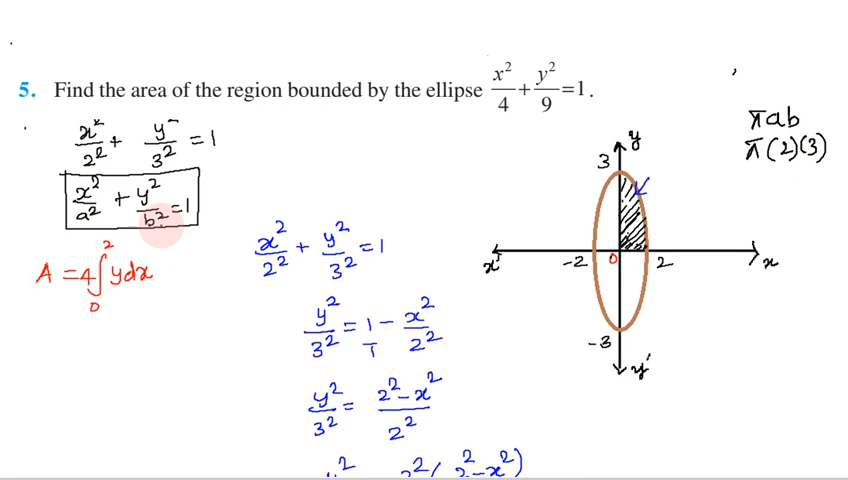 5. Find the area of the region bounded by the ellipse x²/4 + y²/9 = 1.
x²/2² + y²/3² = 1
x²/a² + y²/b² = 1
A = 4∫₀² y dx
x²/2² + y²/3² = 1
y²/3² = 1/1 − x²/2²
y²/3² = (2² − x²)/2²
πab
π(2)(3)
y
3
x'
-2
0
2
x
-3
y'